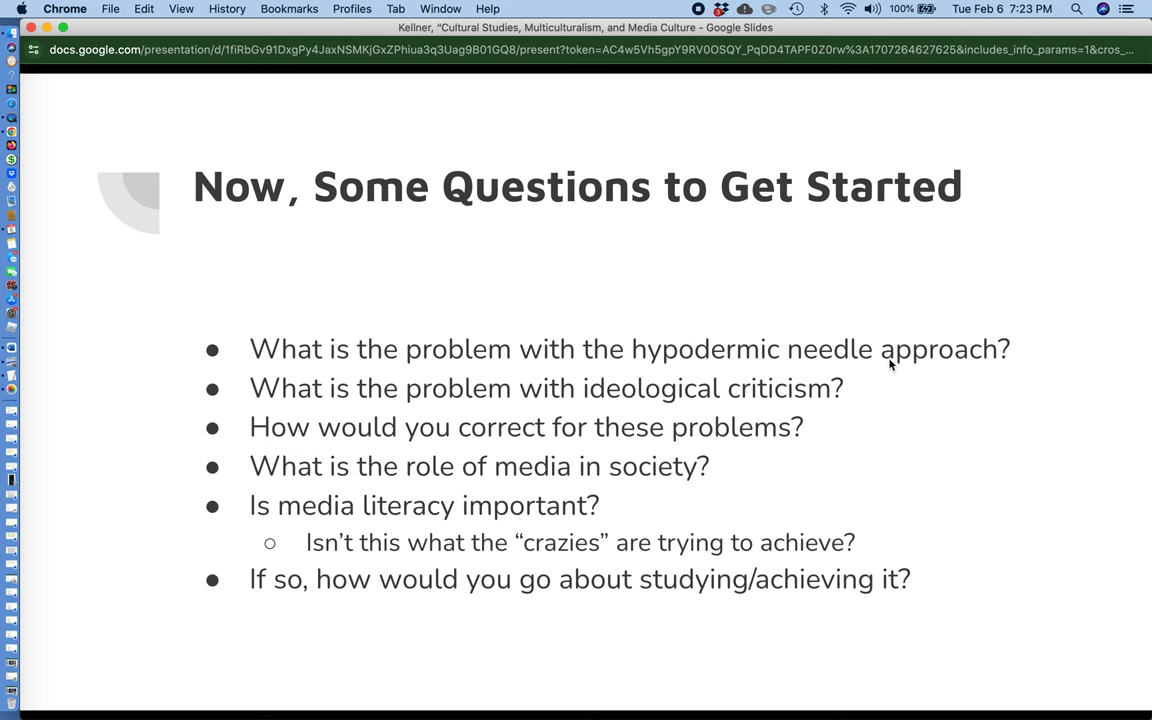 Chrome File Edit View History Bookmarks Profiles Tab Window Help 100% Tue Feb 6 7:23 PM
Kellner, “Cultural Studies, Multiculturalism, and Media Culture - Google Slides
docs.google.com/presentation/d/1fiRbGv91DxgPy4JaxNSMKjGxZPhiua3q3Uag9B01GQ8/present?token=AC4w5Vh5gpY9RV0OSQY_PqDD4TAPF0Z0rw%3A1707264627625&includes_info_params=1&cros_...
Now, Some Questions to Get Started
● What is the problem with the hypodermic needle approach?
● What is the problem with ideological criticism?
● How would you correct for these problems?
● What is the role of media in society?
● Is media literacy important?
○ Isn’t this what the “crazies” are trying to achieve?
● If so, how would you go about studying/achieving it?